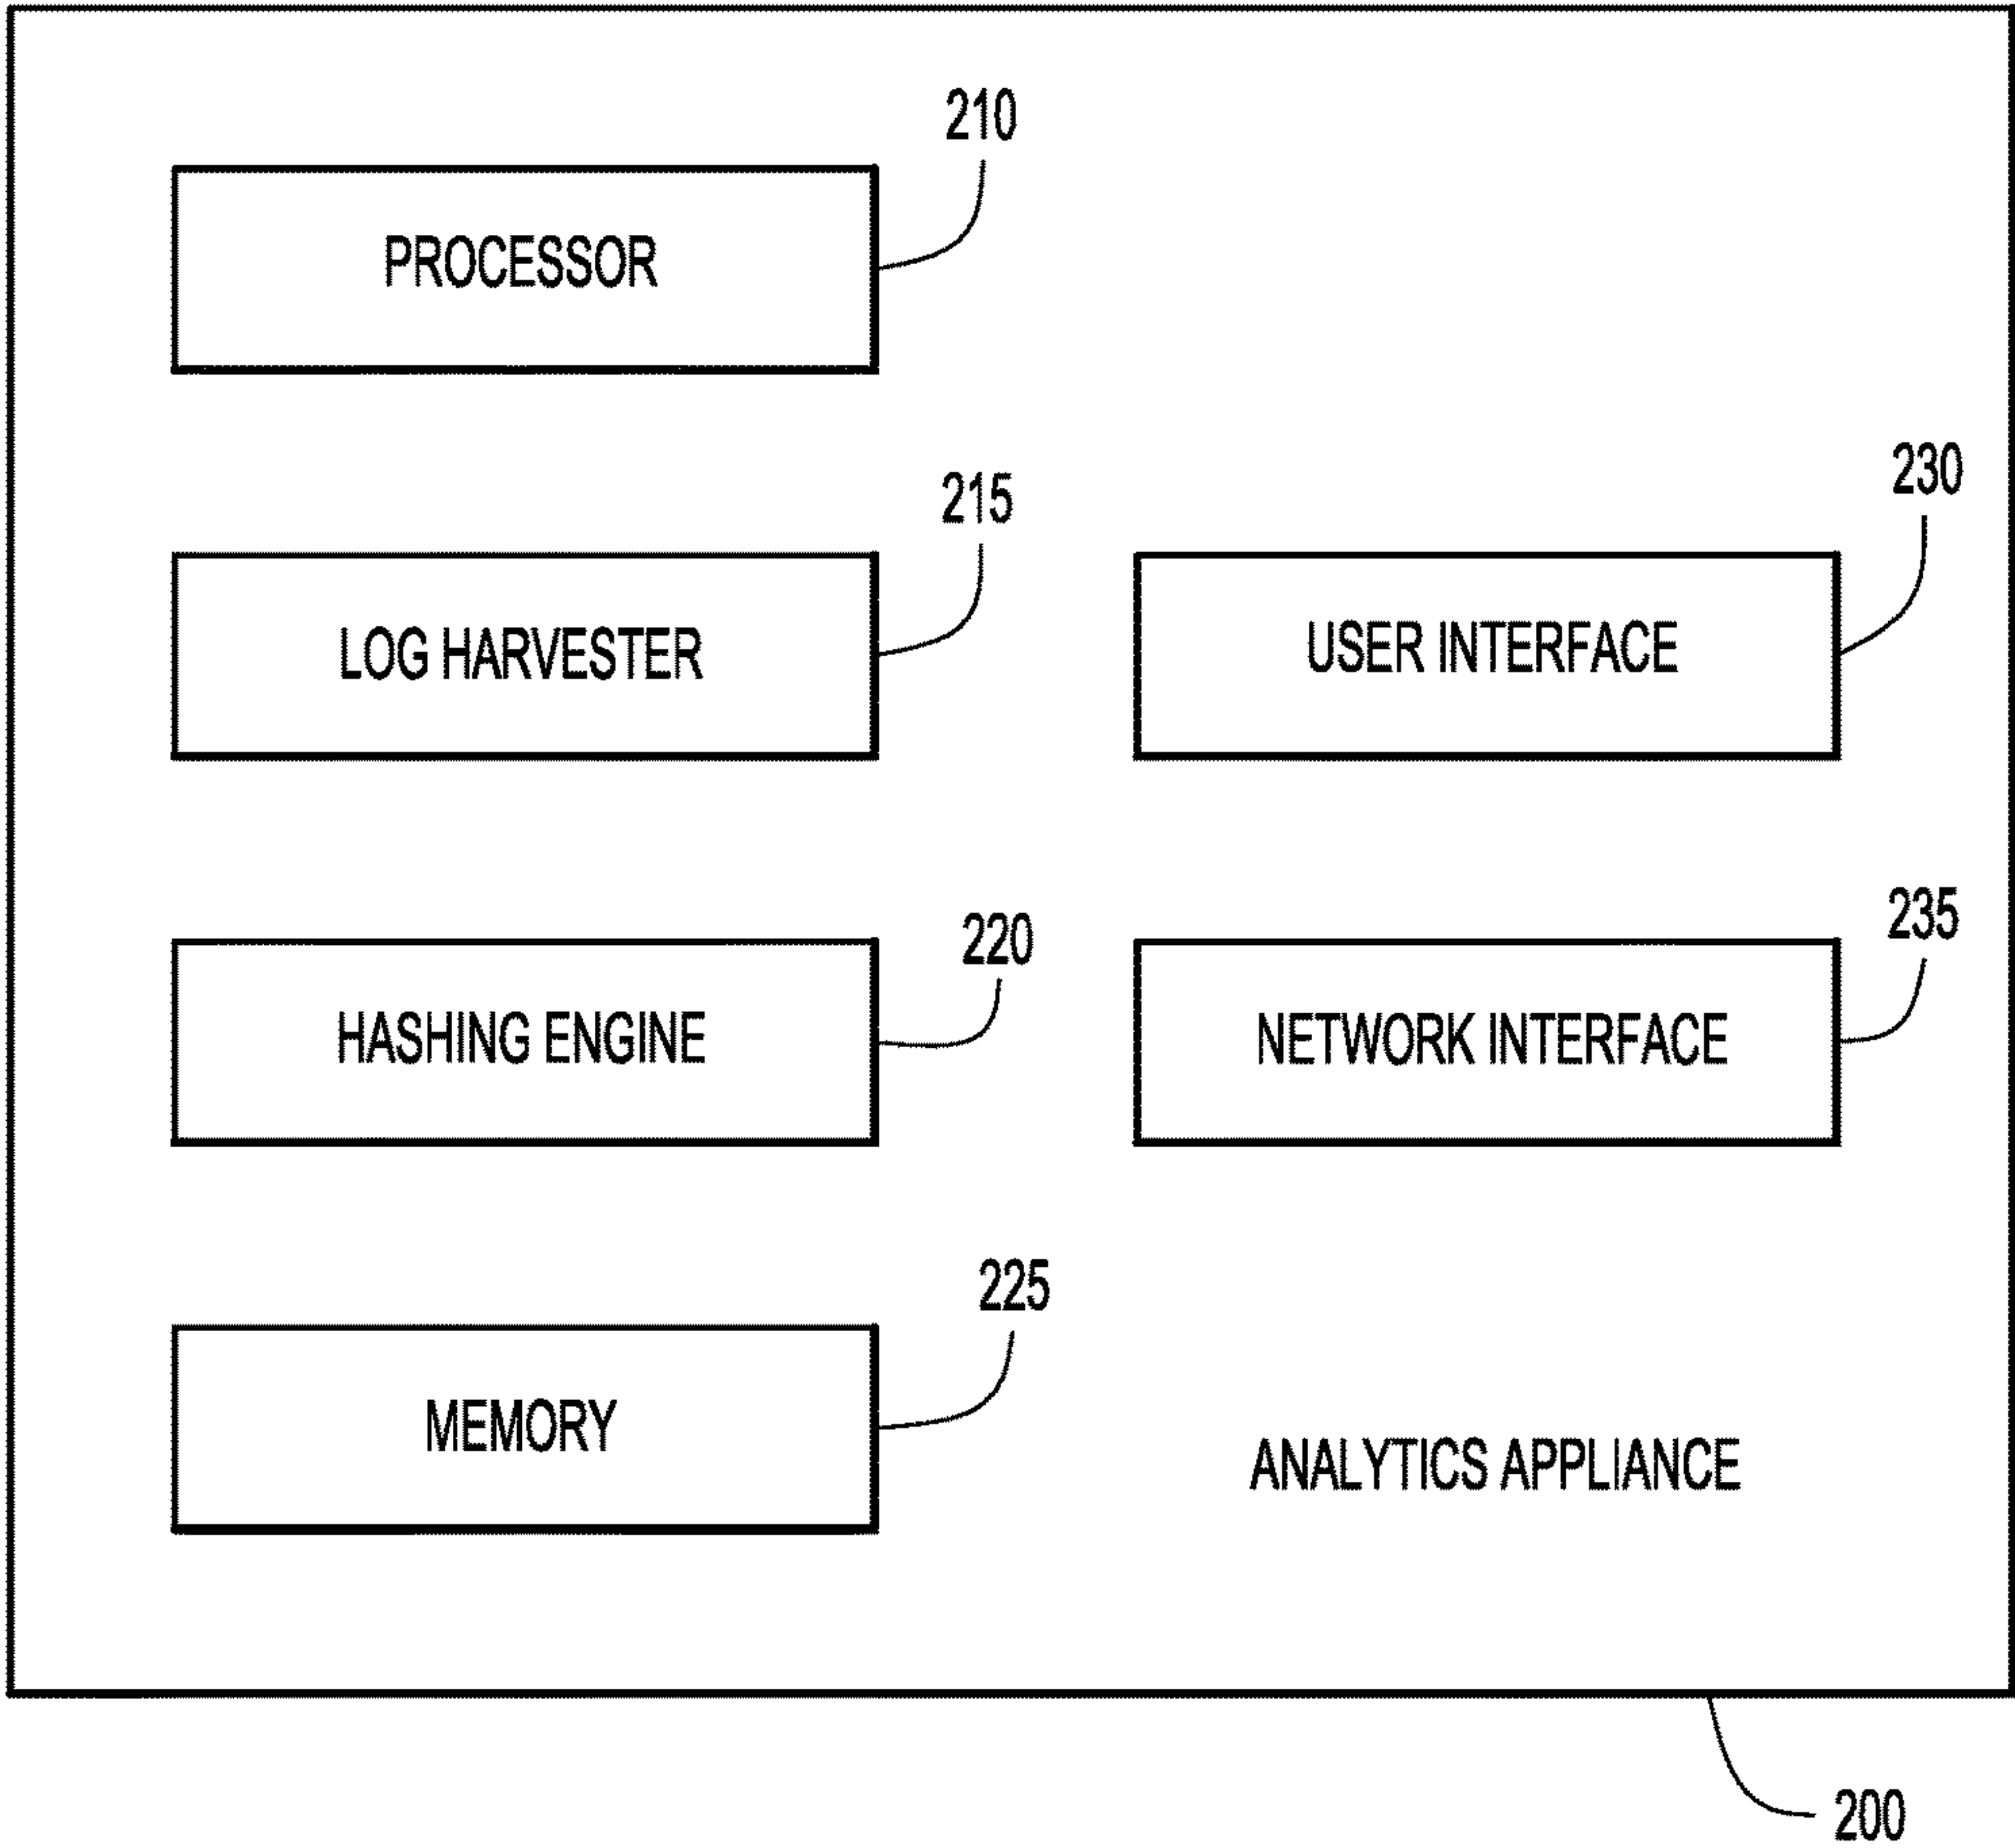 210
PROCESSOR
215
LOG HARVESTER
230
USER INTERFACE
220
HASHING ENGINE
235
NETWORK INTERFACE
225
MEMORY
ANALYTICS APPLIANCE
200